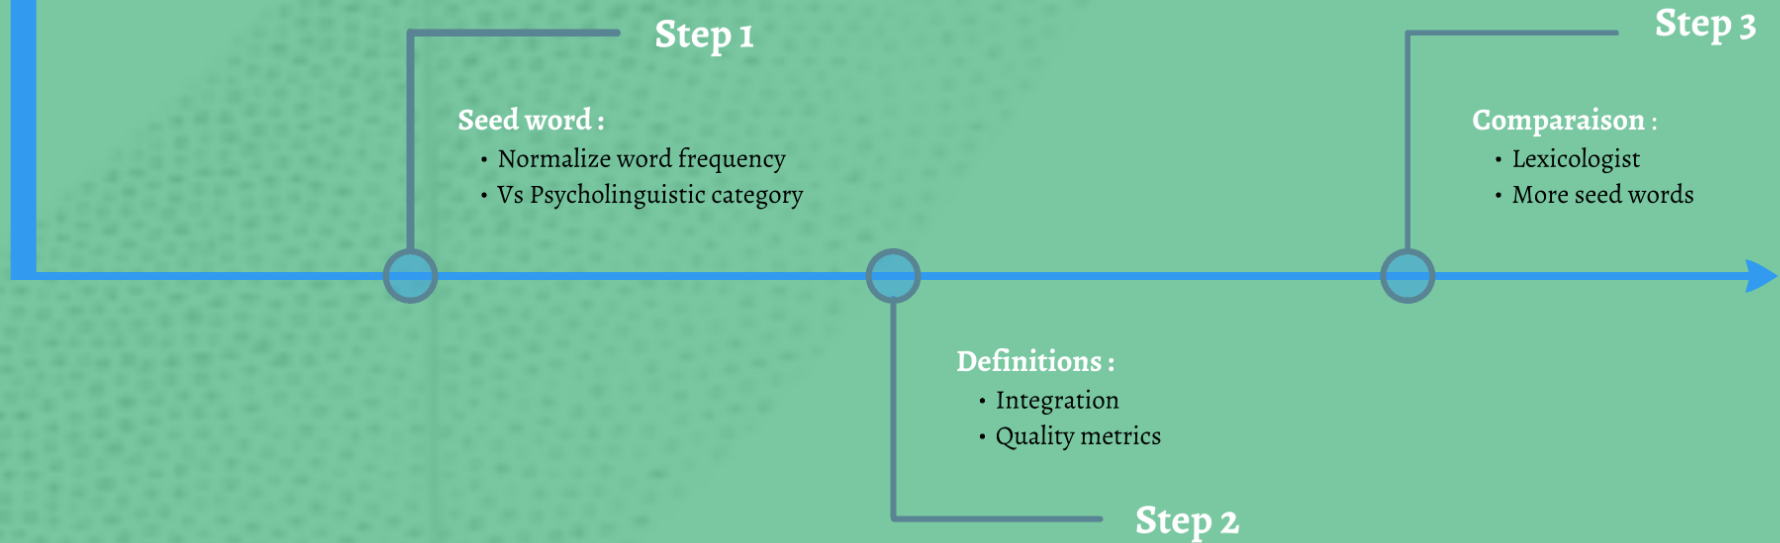 Step 1
Seed word :
• Normalize word frequency
• Vs Psycholinguistic category
Definitions :
• Integration
• Quality metrics
Step 2
Step 3
Comparaison :
• Lexicologist
• More seed words